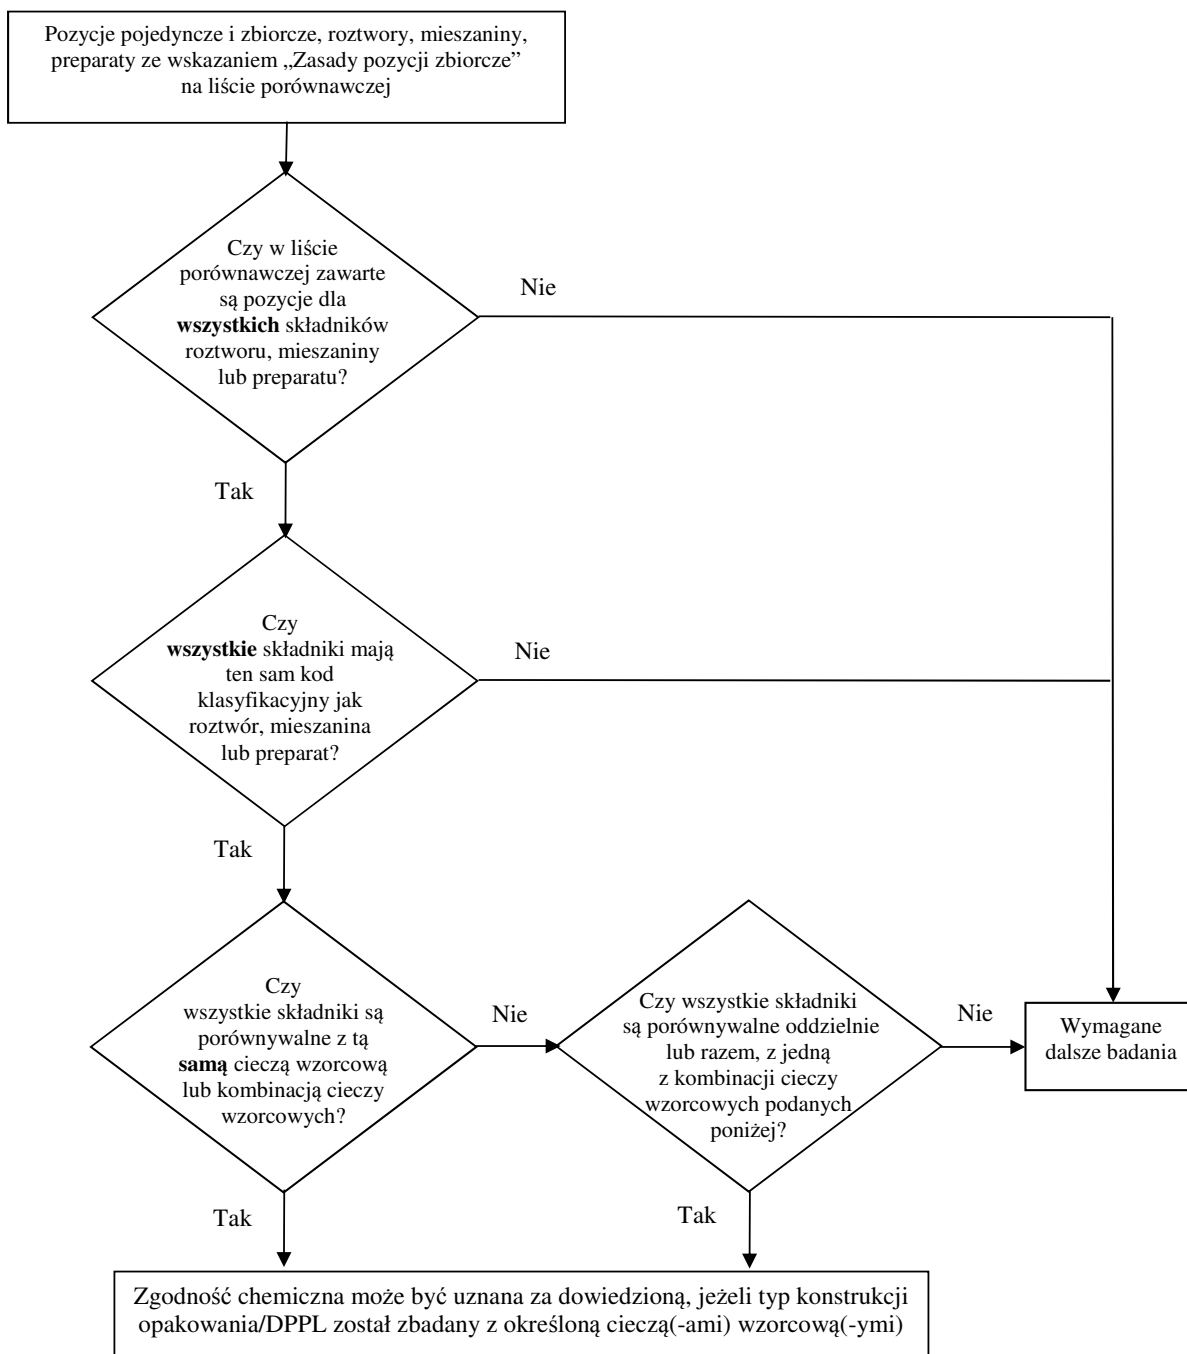 Pozycje pojedyncze i zbiorcze, roztwory, mieszaniny,
preparaty ze wskazaniem „Zasady pozycji zbiorcze”
na liście porównawczej
Czy w liście
porównawczej zawarte
są pozycje dla
wszystkich składników
roztworu, mieszaniny
lub preparatu?
Nie
Tak
Czy
wszystkie składniki mają
ten sam kod
klasyfikacyjny jak
roztwór, mieszanina
lub preparat?
Nie
Tak
Czy
wszystkie składniki są
porównywalne z tą
samą cieczą wzorcową
lub kombinacją cieczy
wzorcowych?
Nie
Czy wszystkie składniki
są porównywalne oddzielnie
lub razem, z jedną
z kombinacji cieczy
wzorcowych podanych
poniżej?
Nie
Wymagane
dalsze badania
Tak
Tak
Zgodność chemiczna może być uznana za dowiedzioną, jeżeli typ konstrukcji
opakowania/DPPL został zbadany z określoną cieczą(-ami) wzorcową(-ymi)